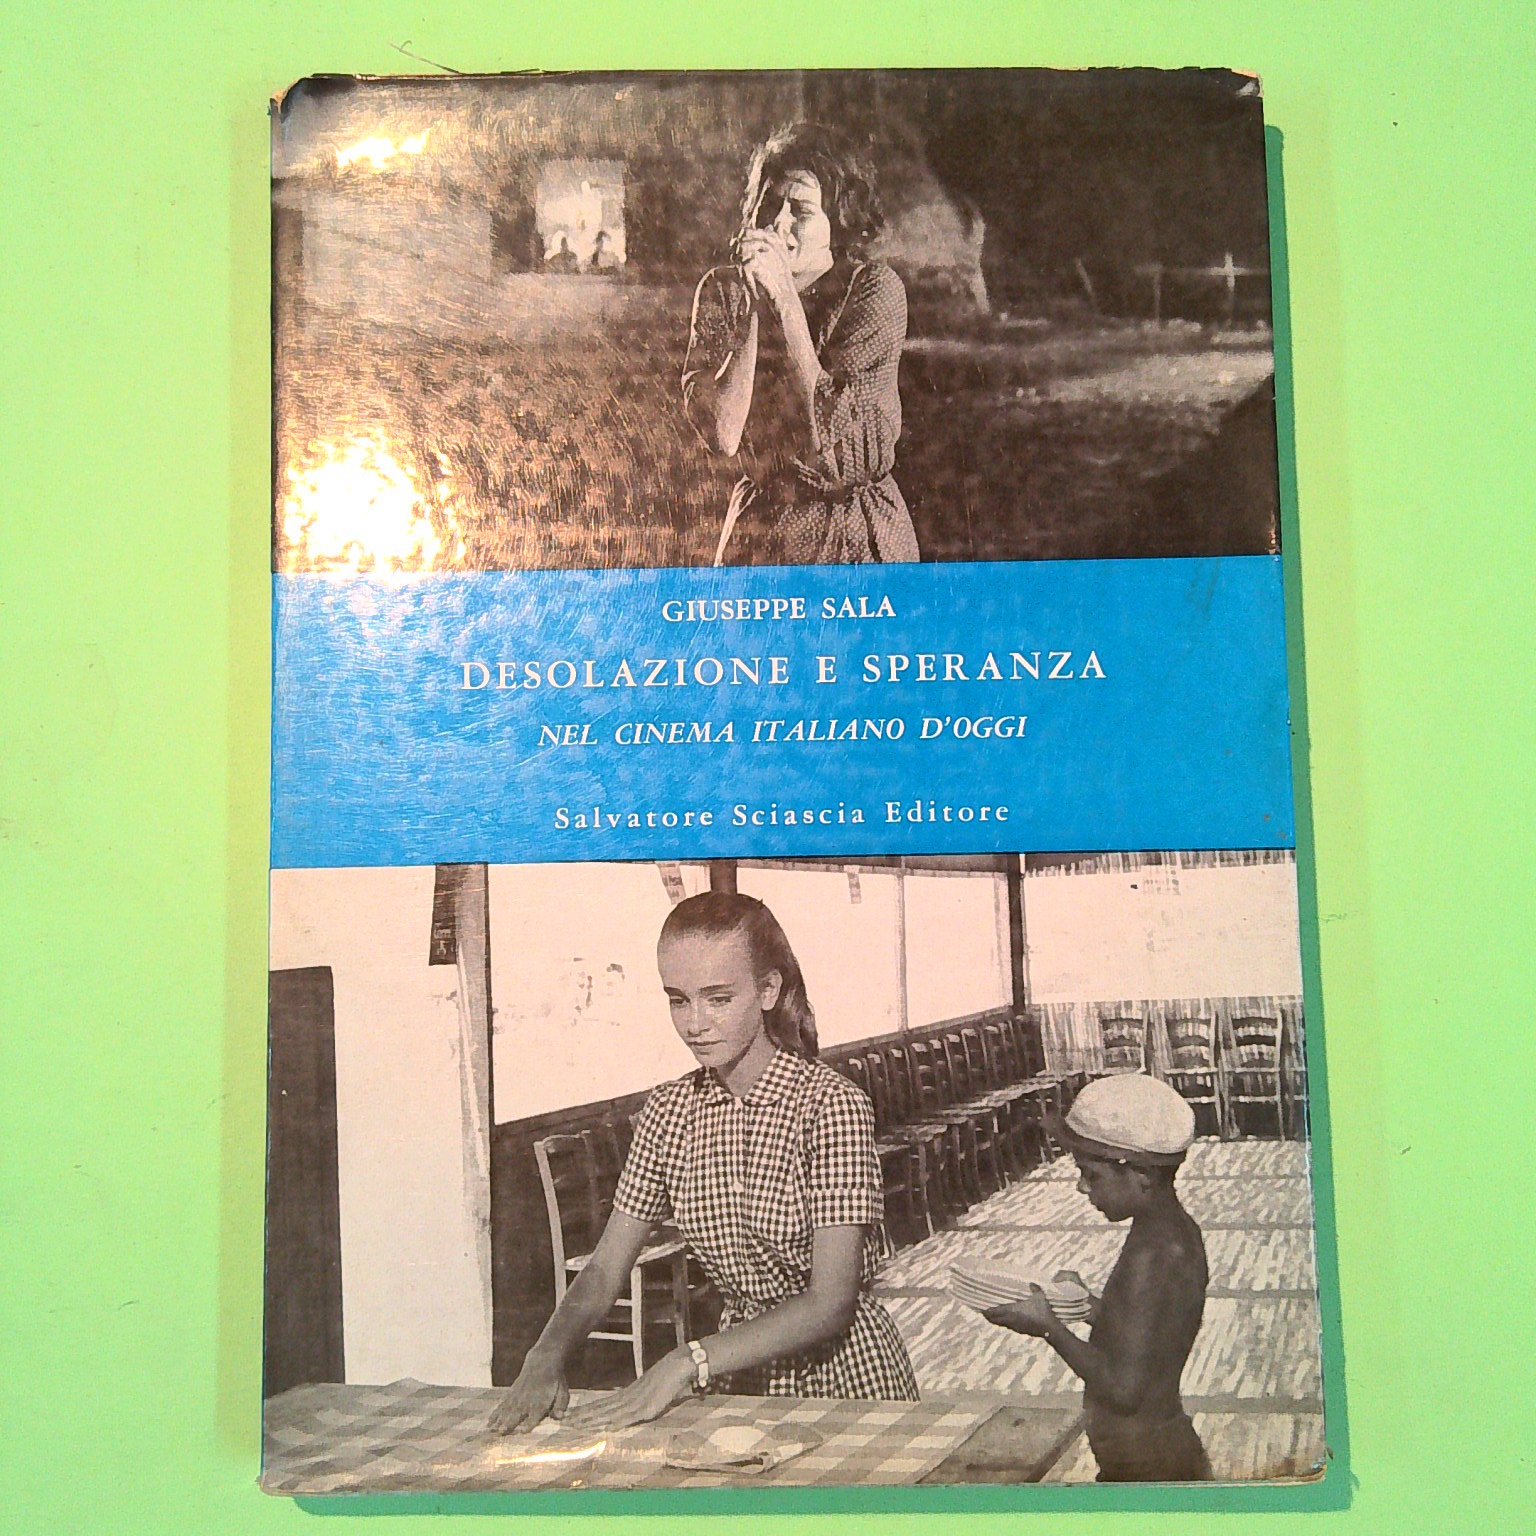 GIUSEPPE SALA
DESOLAZIONE E SPERANZA
NEL CINEMA ITALIANO D'OGGI
Salvatore Sciascia Editore